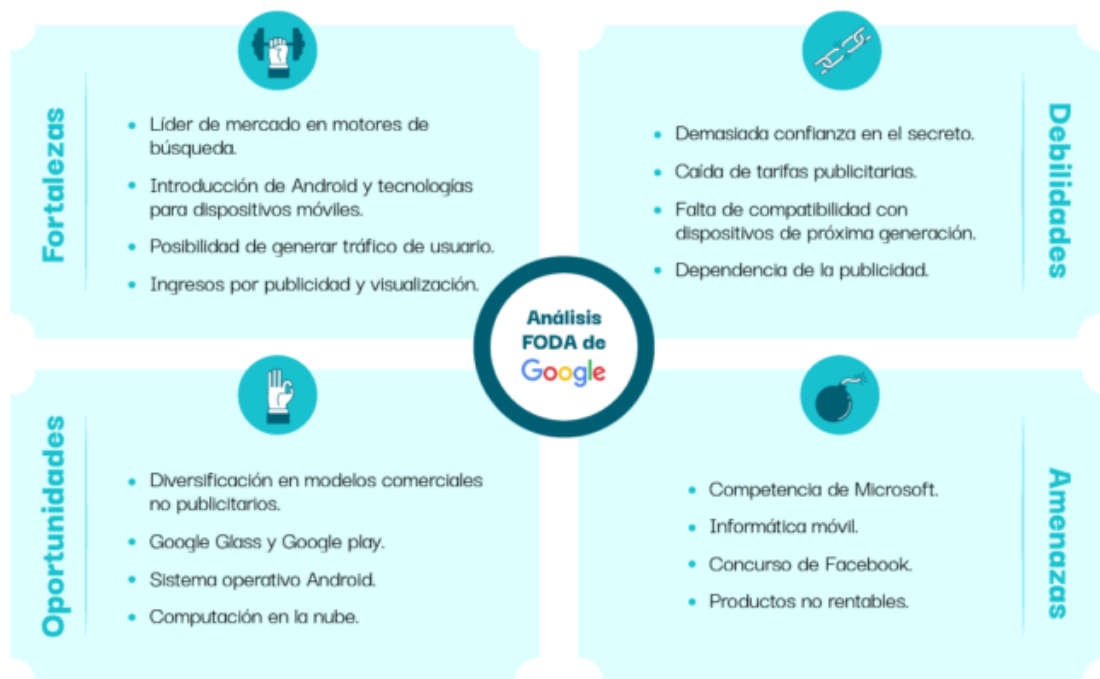 Fortalezas
Líder de mercado en motores de
búsqueda.
Introducción de Android y tecnologías
para dispositivos móviles.
Posibilidad de generar tráfico de usuario.
Ingresos por publicidad y visualización.
Debilidades
Demasiada confianza en el secreto.
Caída de tarifas publicitarias.
Falta de compatibilidad con
dispositivos de próxima generación.
Dependencia de la publicidad.
Análisis
FODA de
Google
Oportunidades
Diversificación en modelos comerciales
no publicitarios.
Google Glass y Google play.
Sistema operativo Android.
Computación en la nube.
Amenazas
Competencia de Microsoft.
Informática móvil.
Concurso de Facebook.
Productos no rentables.